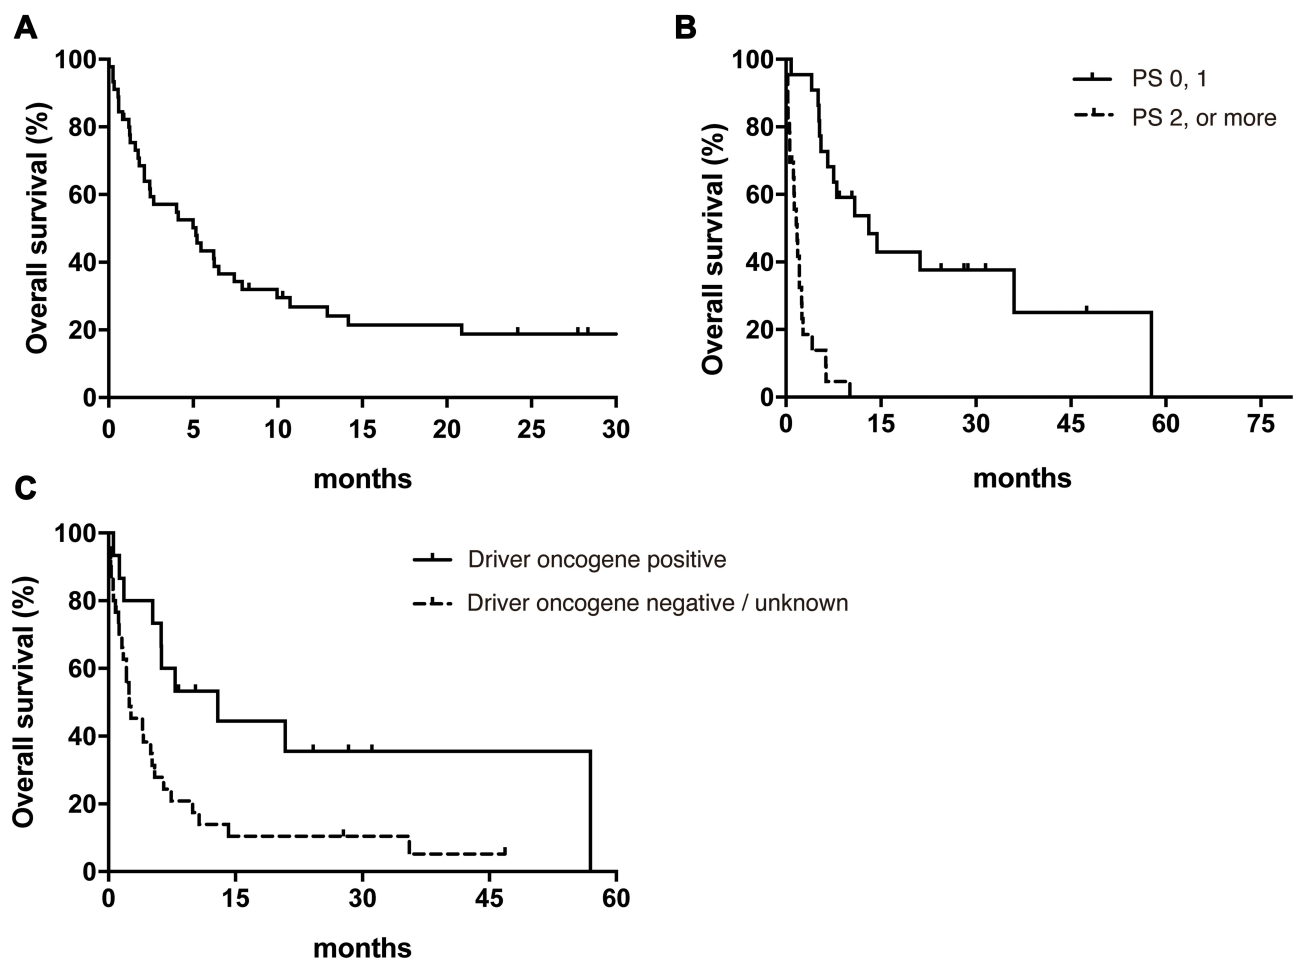 A
Overall survival (%)
100
80
60
40
20
0
0 5 10 15 20 25 30
months
B
PS 0, 1
PS 2, or more
Overall survival (%)
100
80
60
40
20
0
0 15 30 45 60 75
months
C
Driver oncogene positive
Driver oncogene negative / unknown
Overall survival (%)
100
80
60
40
20
0
0 15 30 45 60
months